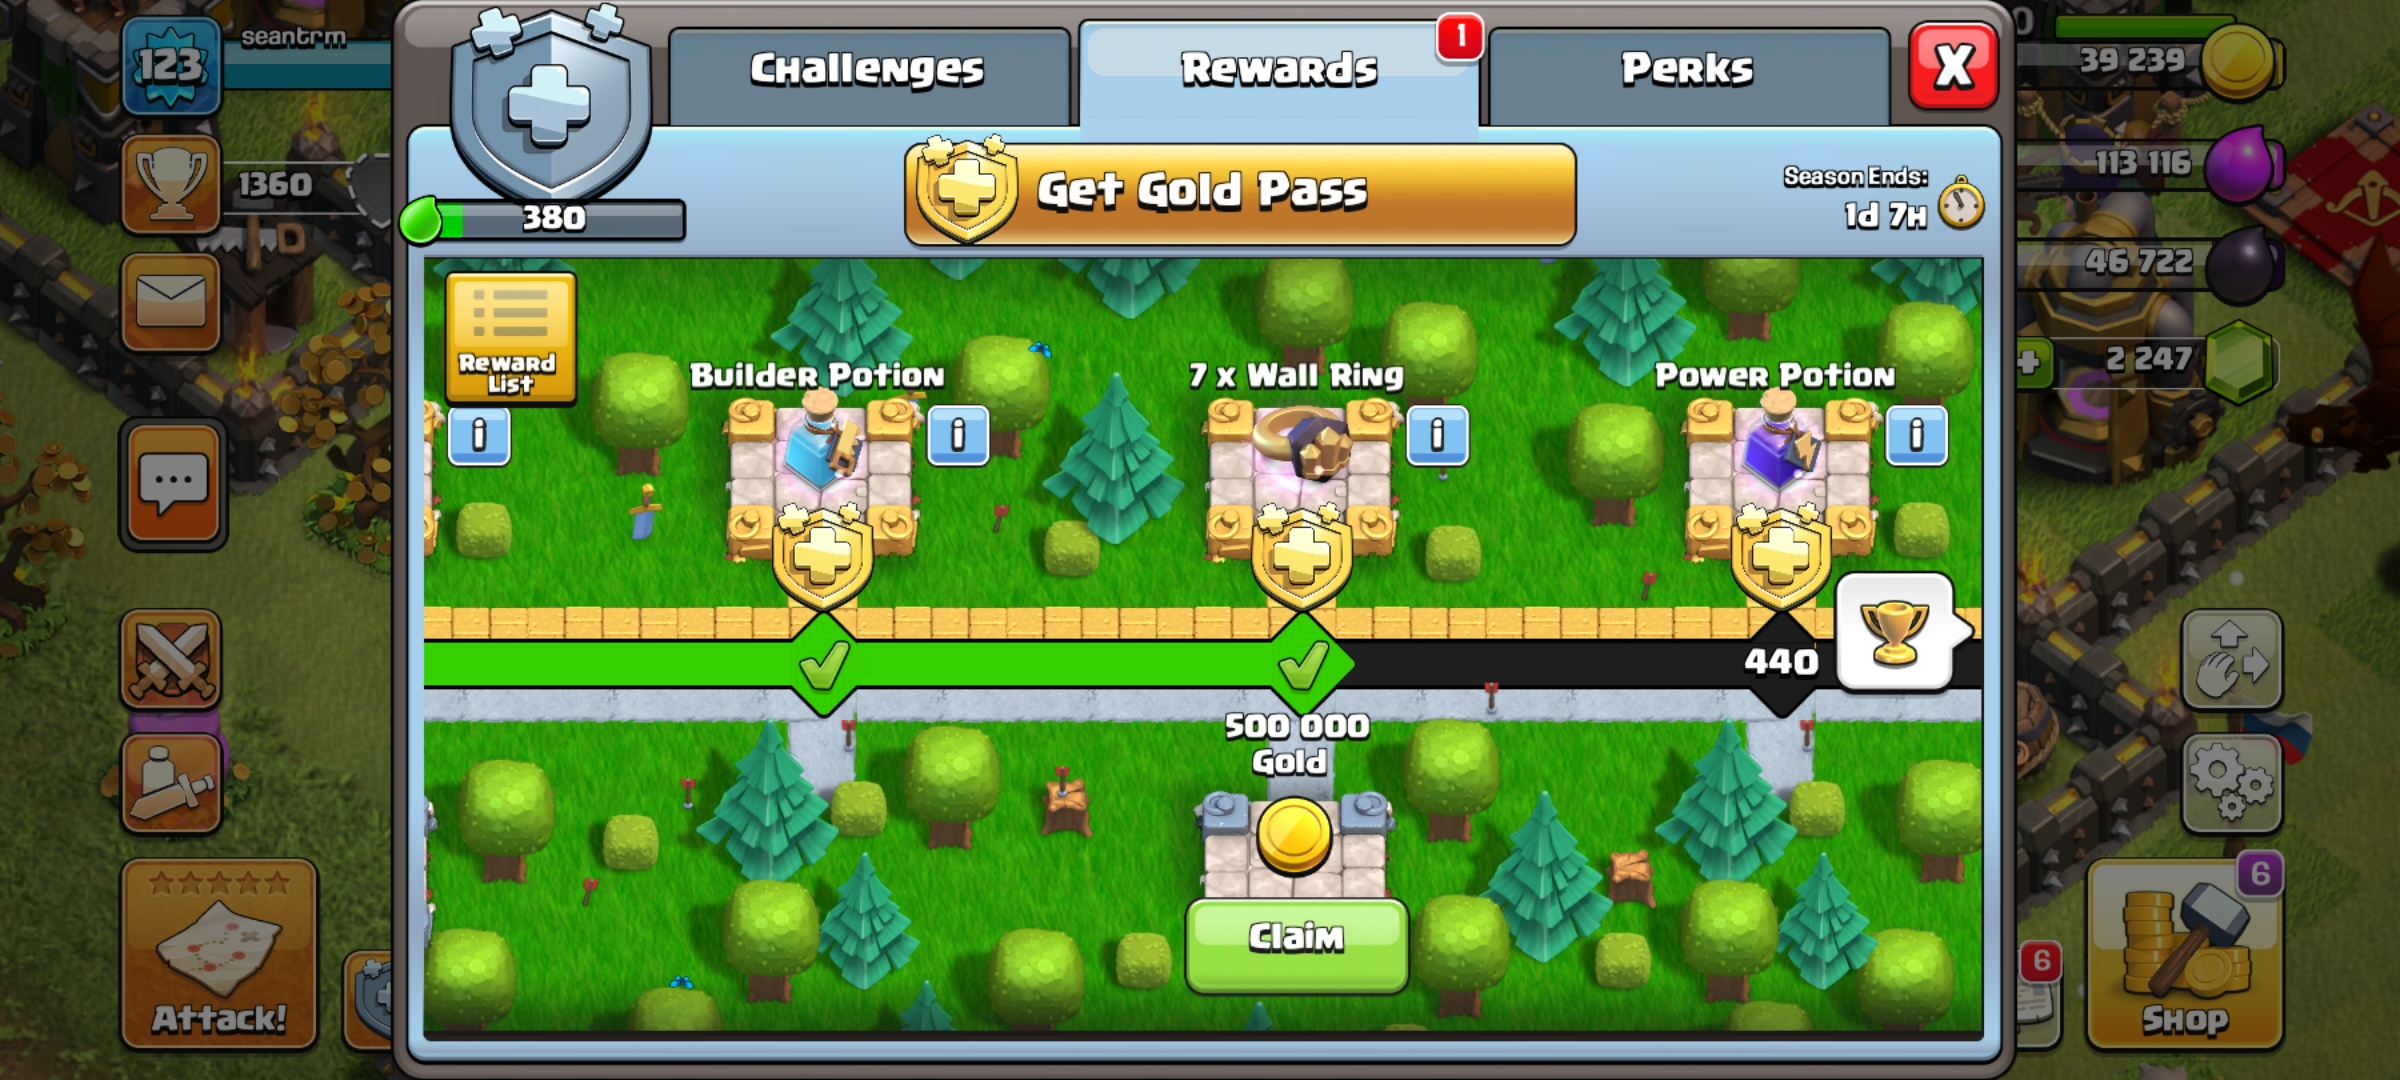 123
seantrm
Challenges
Rewards
1
Perks
X
39 239
1360
380
Get Gold Pass
Season Ends:
1d 7H
113 116
46 722
2 247
Reward
List
Builder Potion
7 x Wall Ring
Power Potion
i
i
i
i
440
500 000
Gold
Claim
Attack!
6
6
Shop